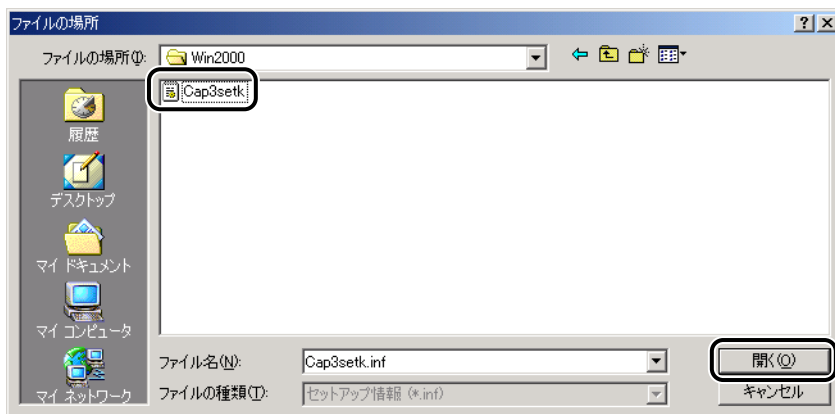 ファイルの場所
ファイルの場所(I):
Win2000
Cap3setk
履歴
デスクトップ
マイ ドキュメント
マイ コンピュータ
マイ ネットワーク
ファイル名(N):
Cap3setk.inf
開く(O)
ファイルの種類(T):
セットアップ情報 (*.inf)
キャンセル